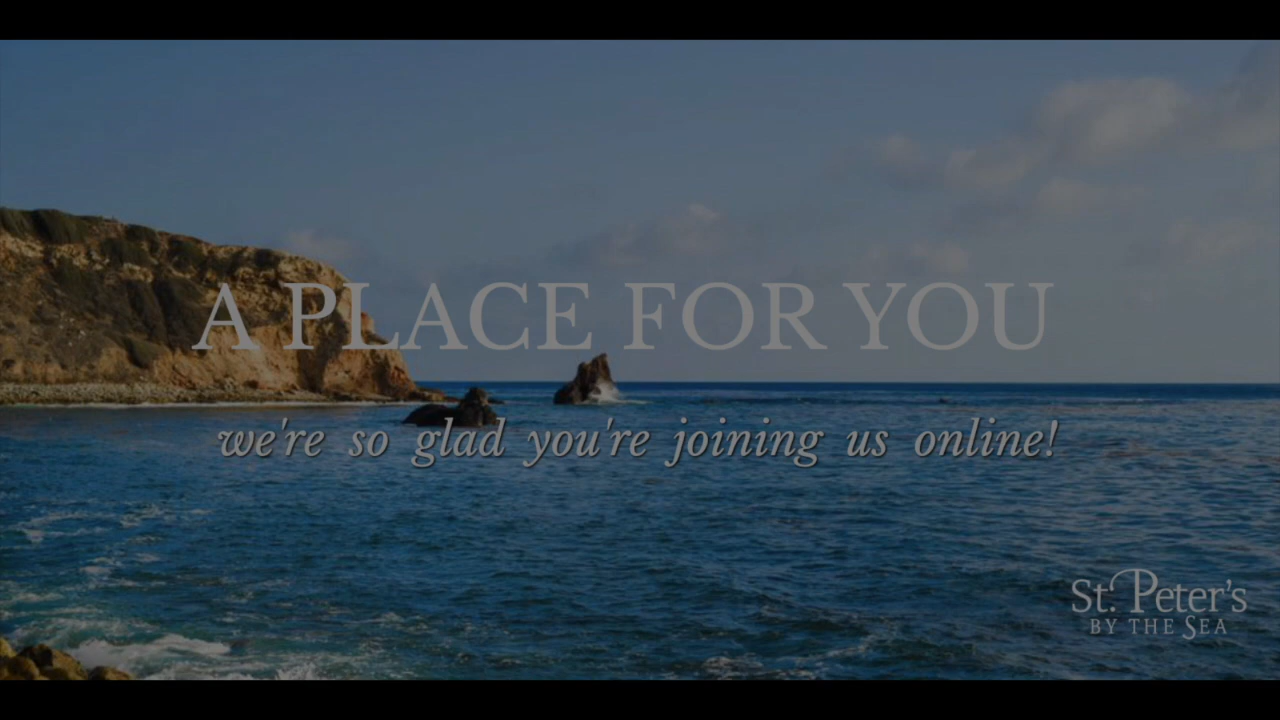 A PLACE FOR YOU
we're so glad you're joining us online!
St. Peter's
BY THE SEA